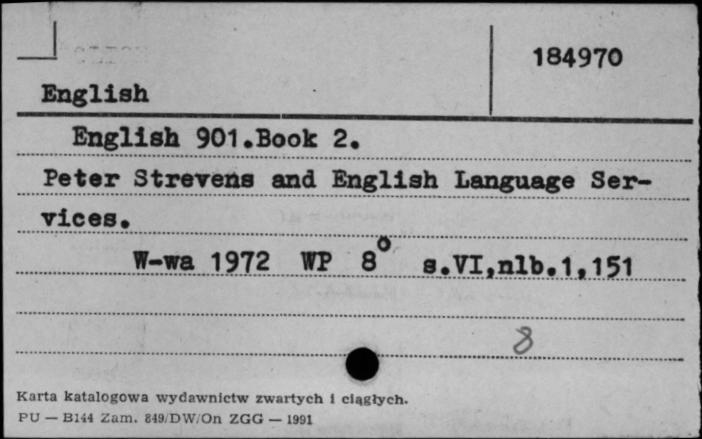 184970
English
English 901.Book 2.
Peter Strevens and English Language Ser-
vices.
W-wa 1972 WP 8° s.VI,nlb.1,151
8
Karta katalogowa wydawnictw zwartych i ciągłych.
PU — B144 Zam. 849/DW/On ZGG — 1991